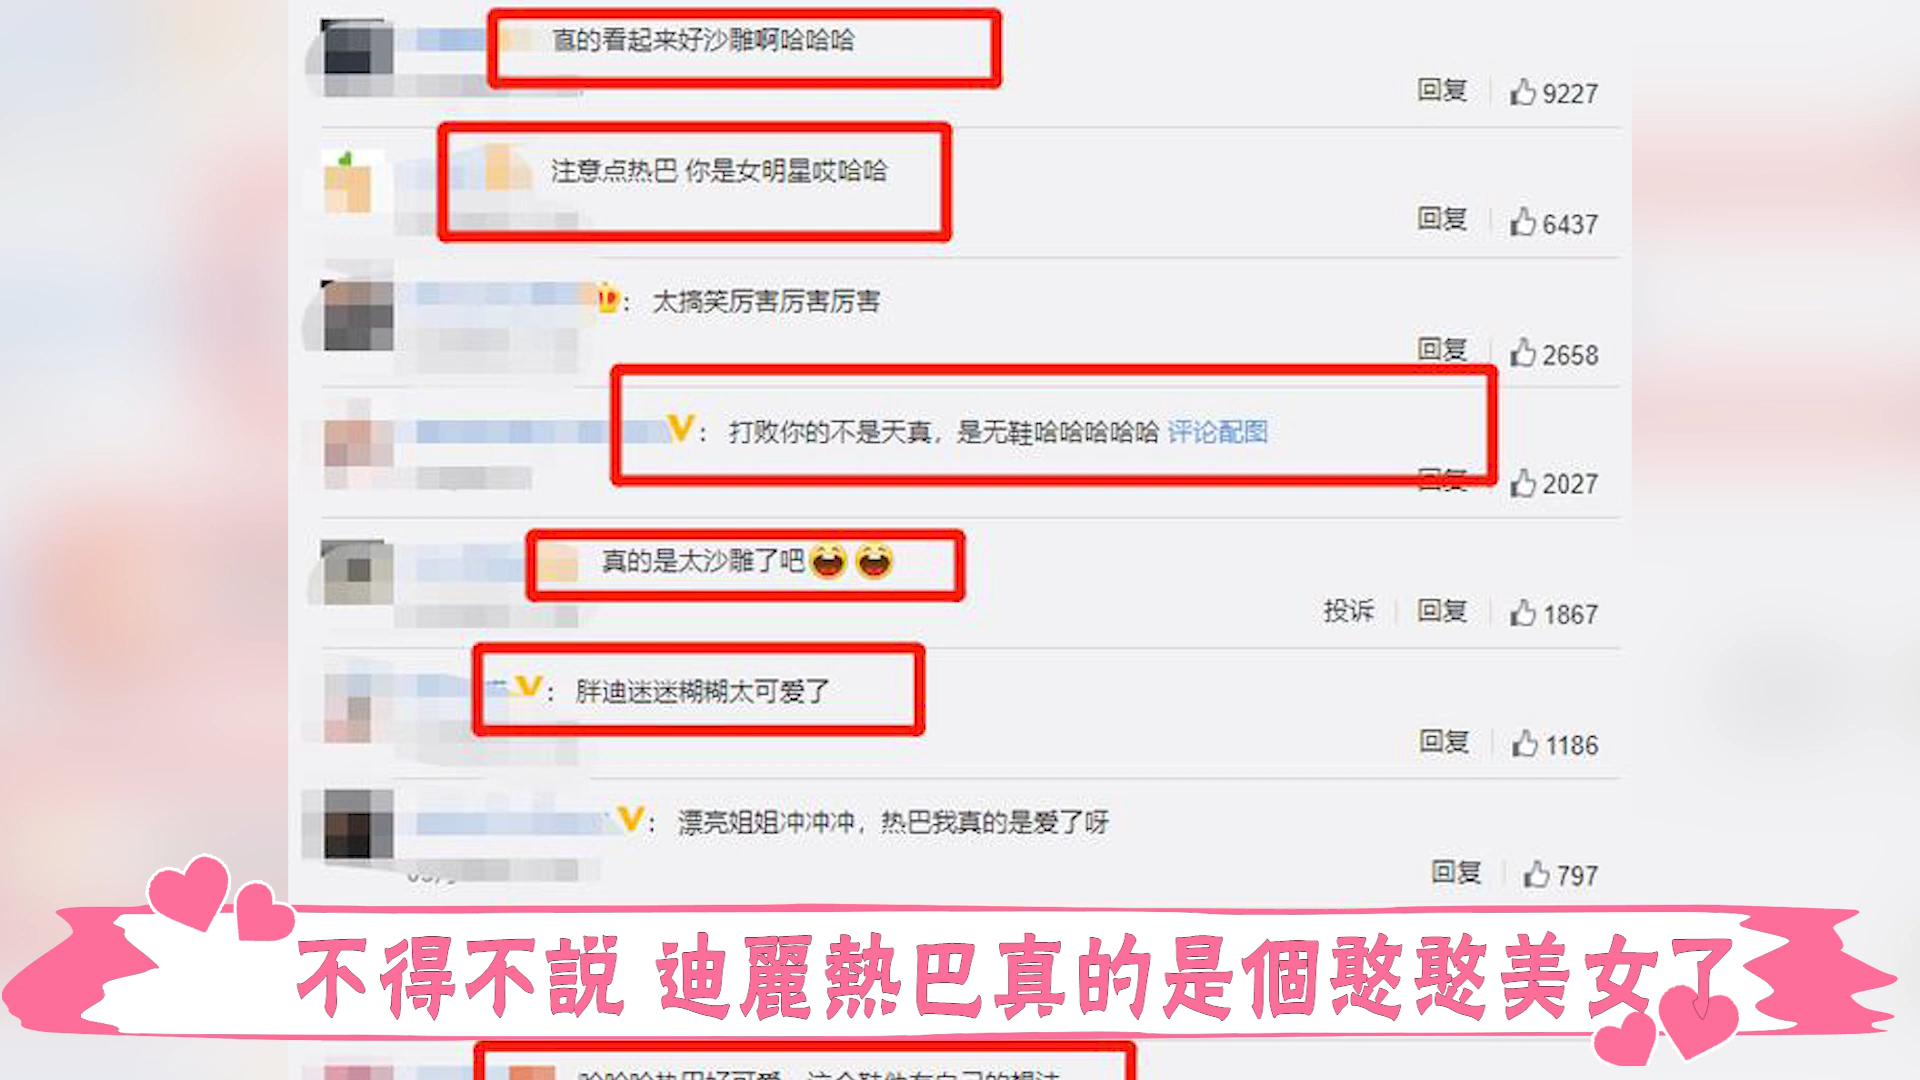 真的看起来好沙雕啊哈哈哈
回复 9227
注意点热巴 你是女明星哎哈哈
回复 6437
: 太搞笑厉害厉害厉害
回复 2658
V: 打败你的不是天真，是无鞋哈哈哈哈哈 评论配图
回复 2027
真的是太沙雕了吧
投诉 回复 1867
V: 胖迪迷迷糊糊太可爱了
回复 1186
V: 漂亮姐姐冲冲冲，热巴我真的是爱了呀
回复 797
不得不説 迪麗熱巴真的是個憨憨美女了